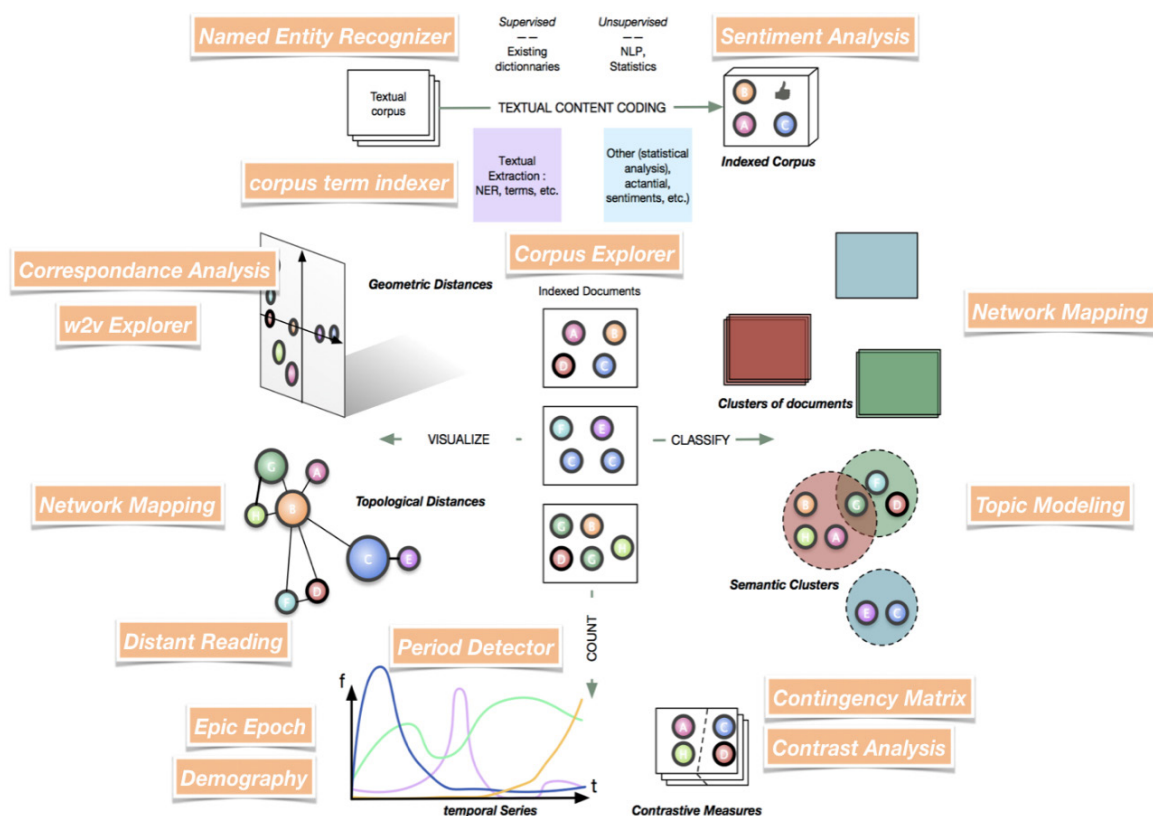 Named Entity Recognizer
Supervised
Existing
dictionnaries
Unsupervised
NLP,
Statistics
Sentiment Analysis
Textual
corpus
TEXTUAL CONTENT CODING
B
A
C
Indexed Corpus
corpus term indexer
Textual
Extraction :
NER, terms, etc.
Other (statistical
analysis),
actantial,
sentiments, etc.)
Correspondance Analysis
w2v Explorer
Geometric Distances
Corpus Explorer
Indexed Documents
A B
D C
F E
C C
G B
H
D G
Network Mapping
Clusters of documents
VISUALIZE
CLASSIFY
Network Mapping
G
A
H
B
C
E
F
D
Topological Distances
F
B
G
D
H
A
E
C
Topic Modeling
Semantic Clusters
Distant Reading
Period Detector
COUNT
Epic Epoch
Demography
f
t
temporal Series
A C
H D
Contrastive Measures
Contingency Matrix
Contrast Analysis